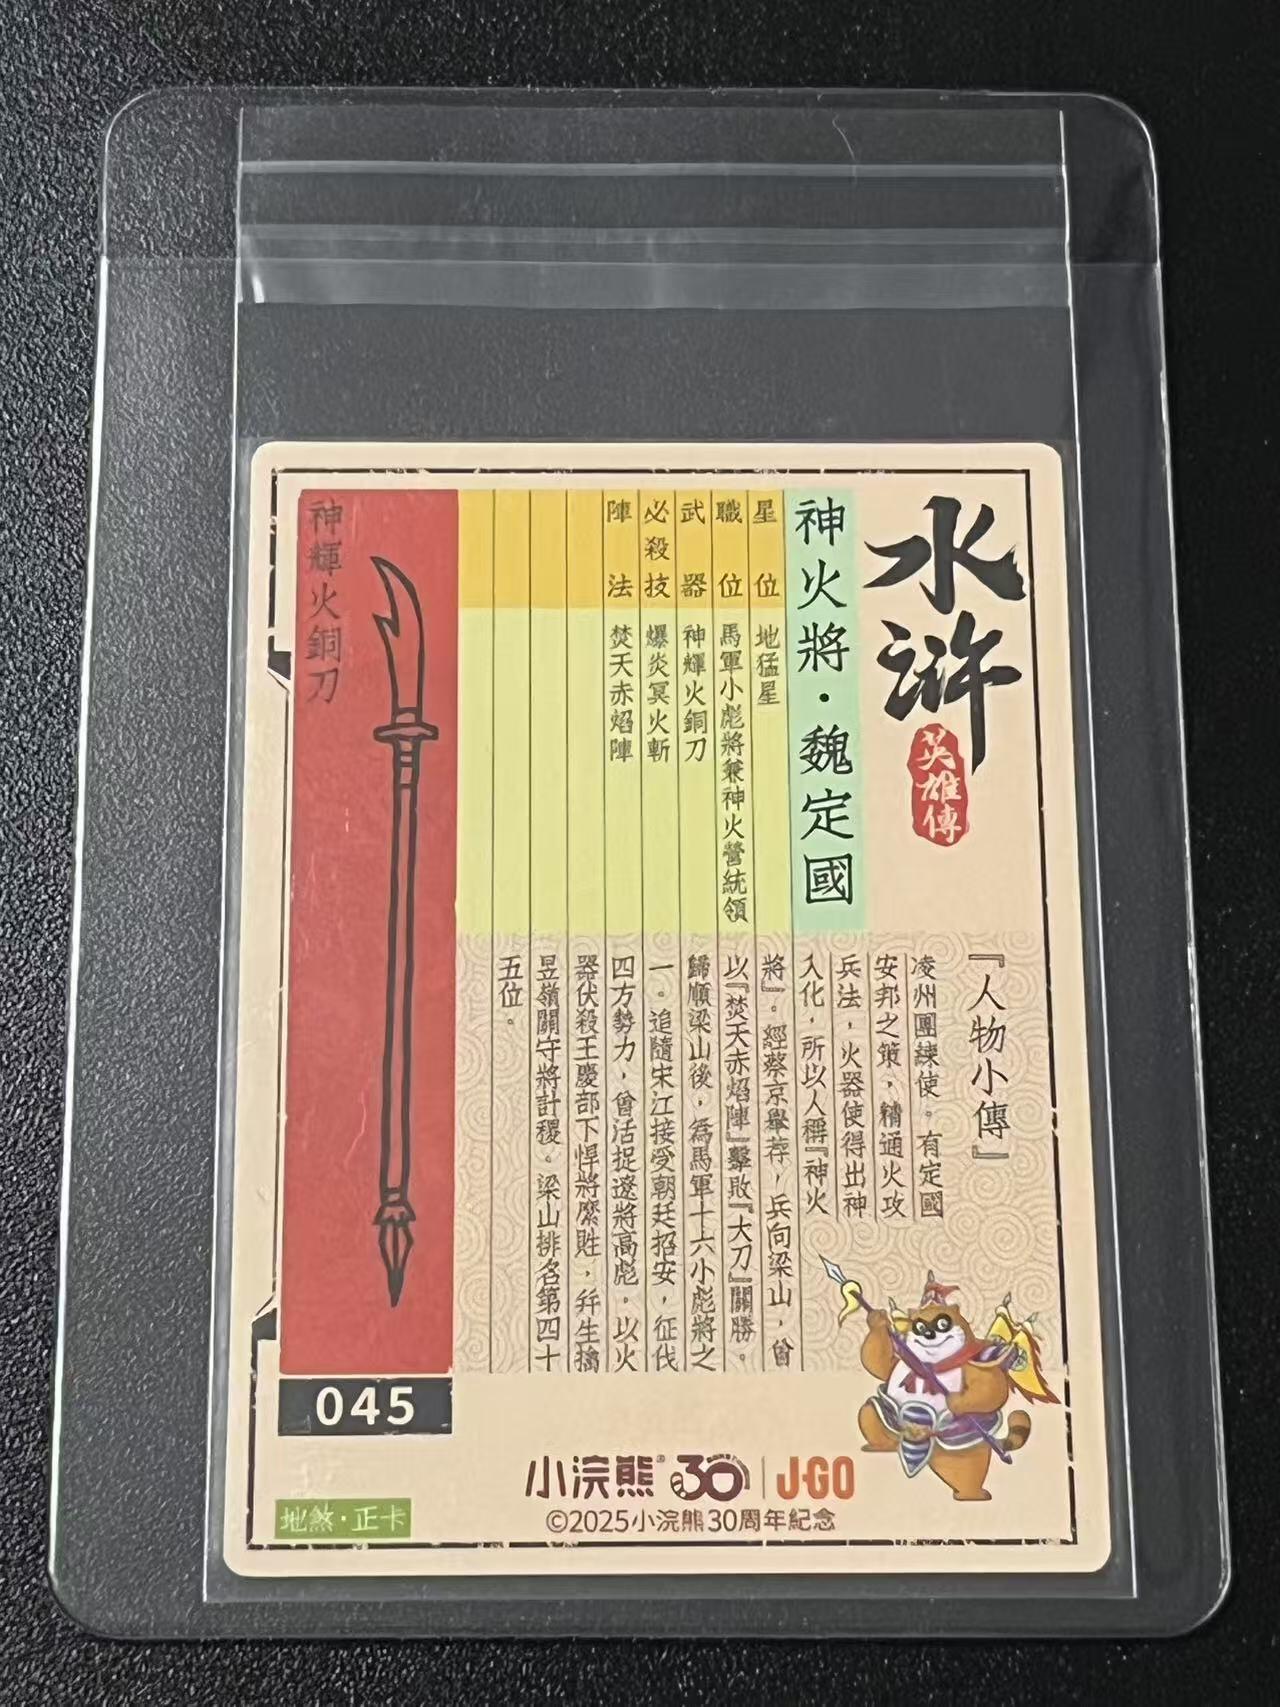 水滸
英雄傳
神火將·魏定國
星位 地猛星
職位 馬軍小彪將兼神火營統領
武器 神輝火銅刀
必殺技 爆炎冥火斬
陣法 焚天赤焰陣
神輝火銅刀
『人物小傳』
凌州團練使。有定國
安邦之策，精通火攻
兵法，火器使得出神
入化，所以人稱『神火
將』。經蔡京舉荐，兵向梁山，曾
以『焚天赤焰陣』擊敗『大刀』關勝。
歸順梁山後，為馬軍十六小彪將之
一。追隨宋江接受朝廷招安，征伐
四方勢力，曾活捉遼將高彪。以火
器伏殺王慶部下悍將縻貹，并生擒
昱嶺關守將計稷。梁山排名第四十
五位。
045
小浣熊® 30 | J·GO
©2025小浣熊30周年紀念
地煞·正卡